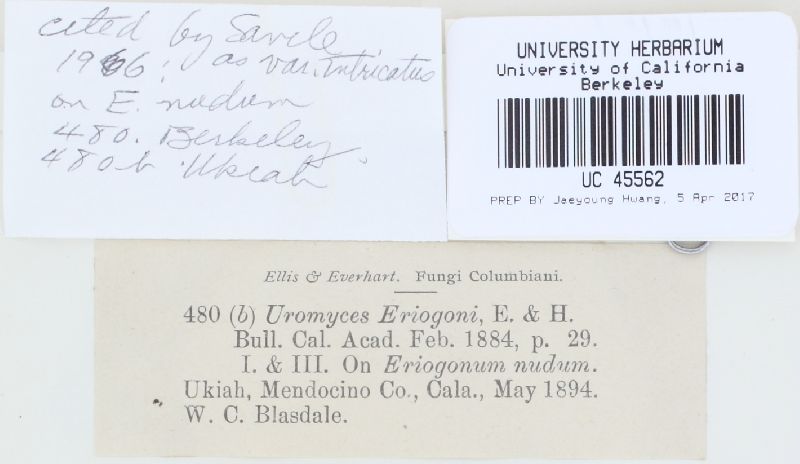 cited by Savile
1966; as var. intricatus
on E. nudum
480. Berkeley
480b Ukiah
UNIVERSITY HERBARIUM
University of California
Berkeley
UC 45562
PREP BY Jaeyoung Huang, 5 Apr 2017
Ellis & Everhart. Fungi Columbiani.
480 (b) Uromyces Eriogoni, E. & H.
Bull. Cal. Acad. Feb. 1884, p. 29.
I. & III. On Eriogonum nudum.
Ukiah, Mendocino Co., Cala., May 1894.
W. C. Blasdale.